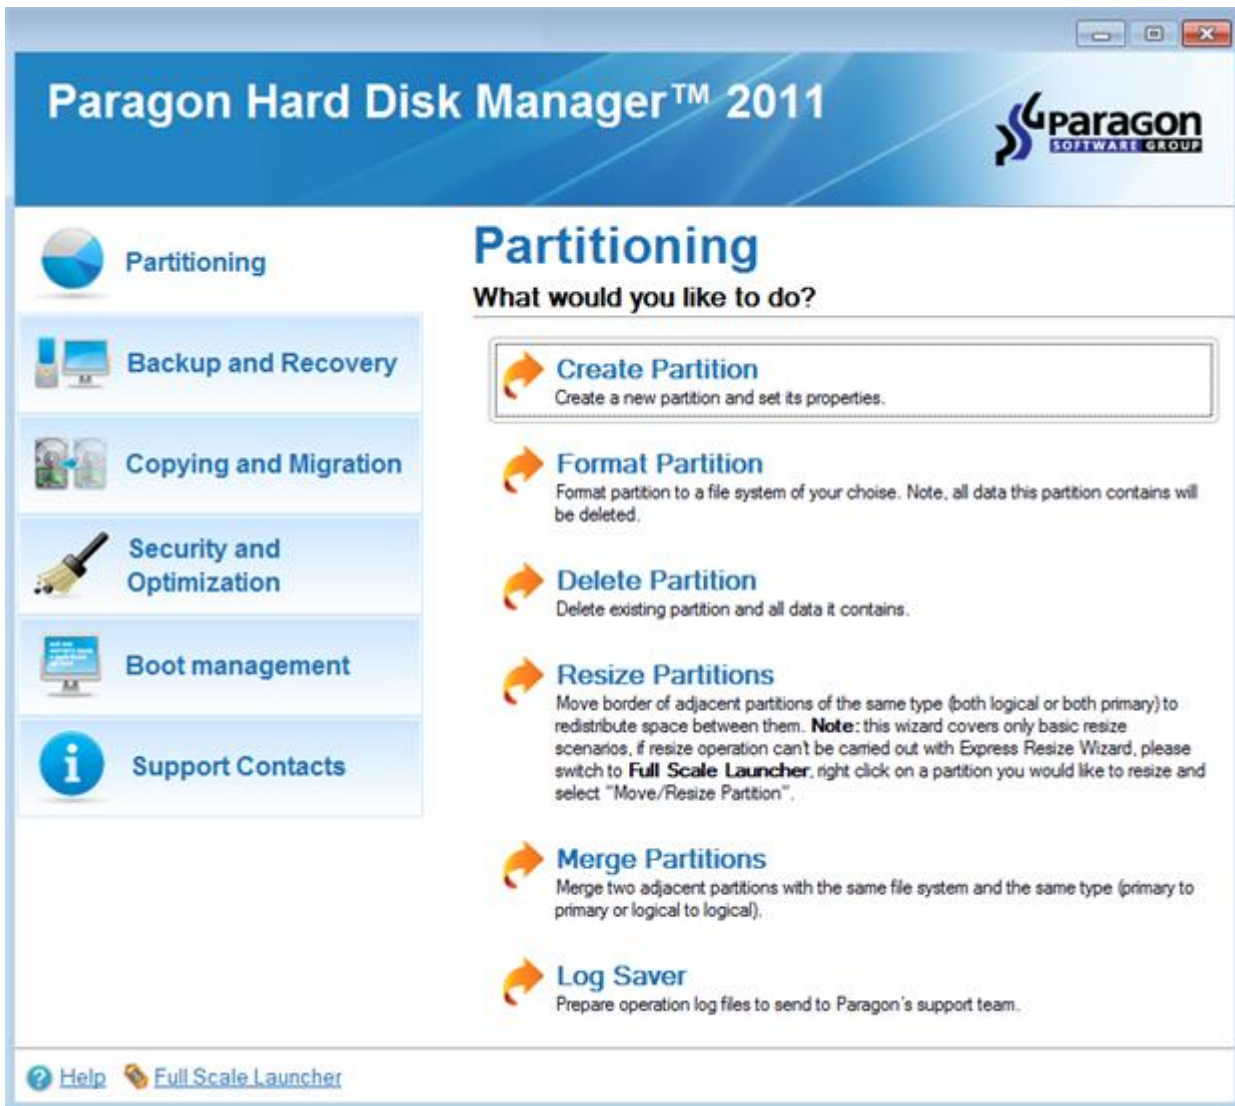 Paragon Hard Disk Manager™ 2011
Paragon
SOFTWARE GROUP
Partitioning
Backup and Recovery
Copying and Migration
Security and
Optimization
Boot management
Support Contacts
Partitioning
What would you like to do?
Create Partition
Create a new partition and set its properties.
Format Partition
Format partition to a file system of your choise. Note, all data this partition contains will
be deleted.
Delete Partition
Delete existing partition and all data it contains.
Resize Partitions
Move border of adjacent partitions of the same type (both logical or both primary) to
redistribute space between them. Note: this wizard covers only basic resize
scenarios, if resize operation can't be carried out with Express Resize Wizard, please
switch to Full Scale Launcher, right click on a partition you would like to resize and
select "Move/Resize Partition".
Merge Partitions
Merge two adjacent partitions with the same file system and the same type (primary to
primary or logical to logical).
Log Saver
Prepare operation log files to send to Paragon's support team.
Help
Full Scale Launcher